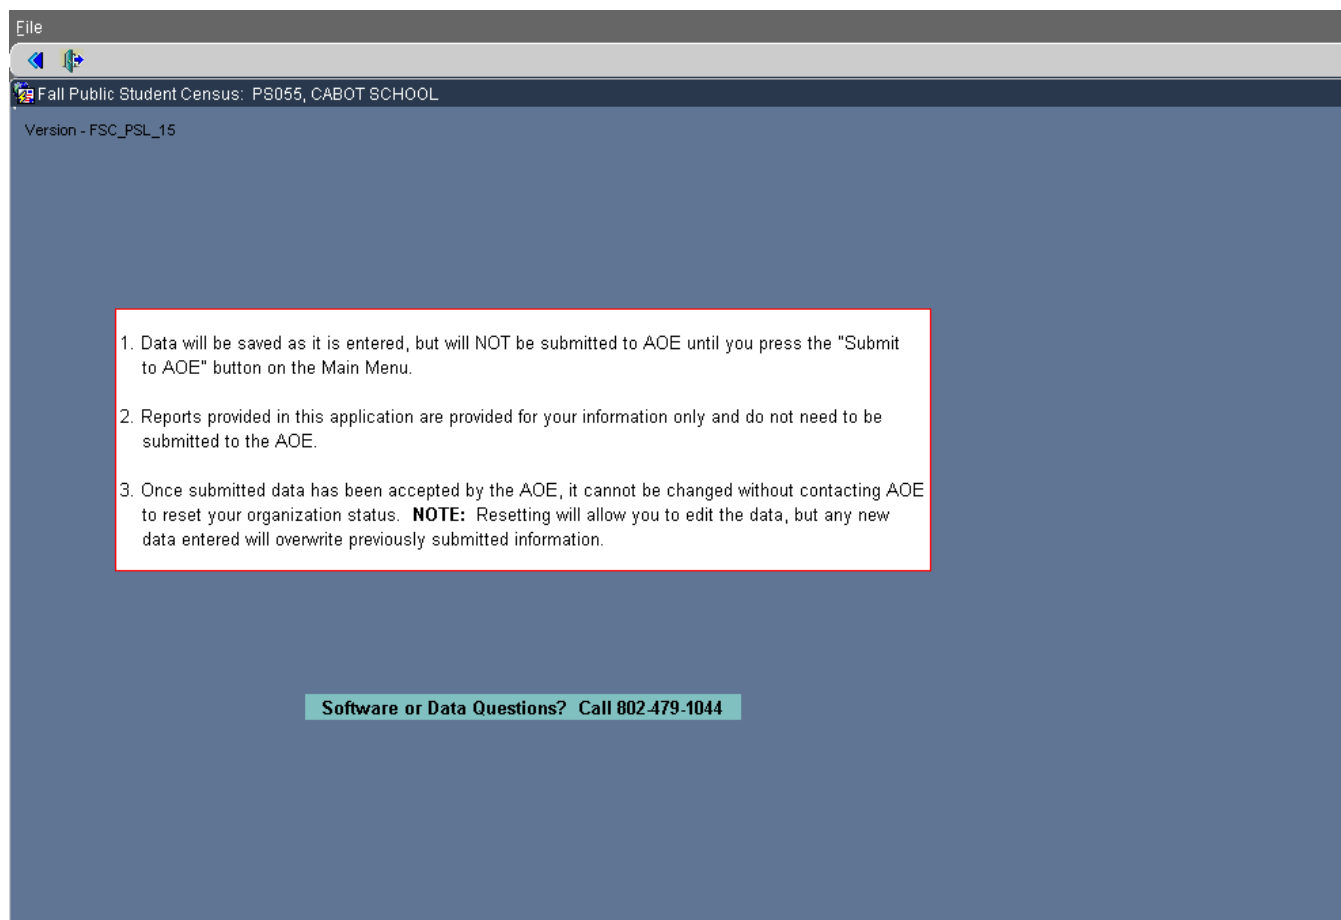 File
Fall Public Student Census: PS055, CABOT SCHOOL
Version - FSC_PSL_15
1. Data will be saved as it is entered, but will NOT be submitted to AOE until you press the "Submit
to AOE" button on the Main Menu.
2. Reports provided in this application are provided for your information only and do not need to be
submitted to the AOE.
3. Once submitted data has been accepted by the AOE, it cannot be changed without contacting AOE
to reset your organization status. NOTE: Resetting will allow you to edit the data, but any new
data entered will overwrite previously submitted information.
Software or Data Questions? Call 802-479-1044